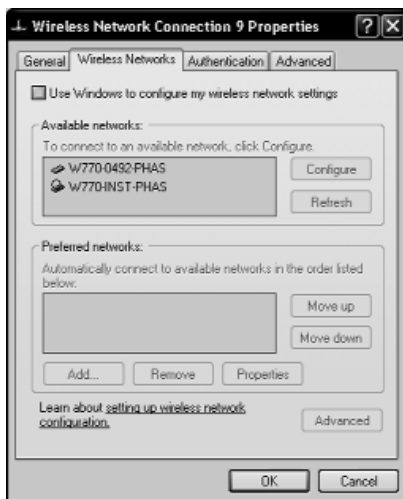 Wireless Network Connection 9 Properties
General Wireless Networks Authentication Advanced
Use Windows to configure my wireless network settings
Available networks:
To connect to an available network, click Configure.
W770-0492-PHAS
W770-INST-PHAS
Configure
Refresh
Preferred networks:
Automatically connect to available networks in the order listed
below:
Move up
Move down
Add... Remove Properties
Learn about setting up wireless network
configuration.
Advanced
OK Cancel